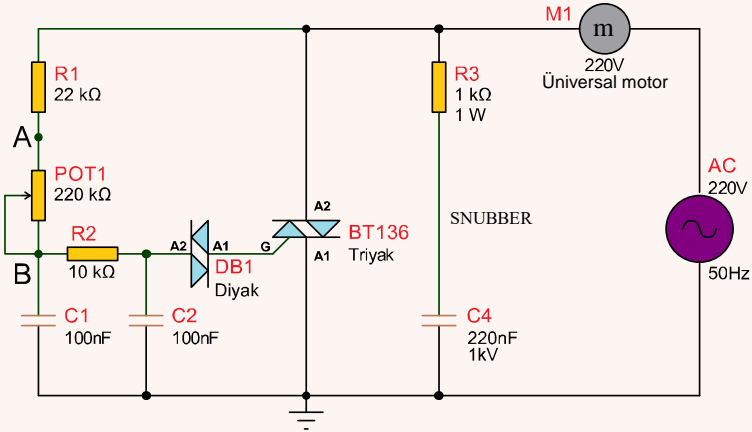 M1
m
220V
Üniversal motor
R1
22 kΩ
A
POT1
220 kΩ
B
R2
10 kΩ
C1
100nF
C2
100nF
A2
A1
DB1
Diyak
G
A2
A1
BT136
Triyak
R3
1 kΩ
1 W
SNUBBER
C4
220nF
1kV
AC
220V
50Hz